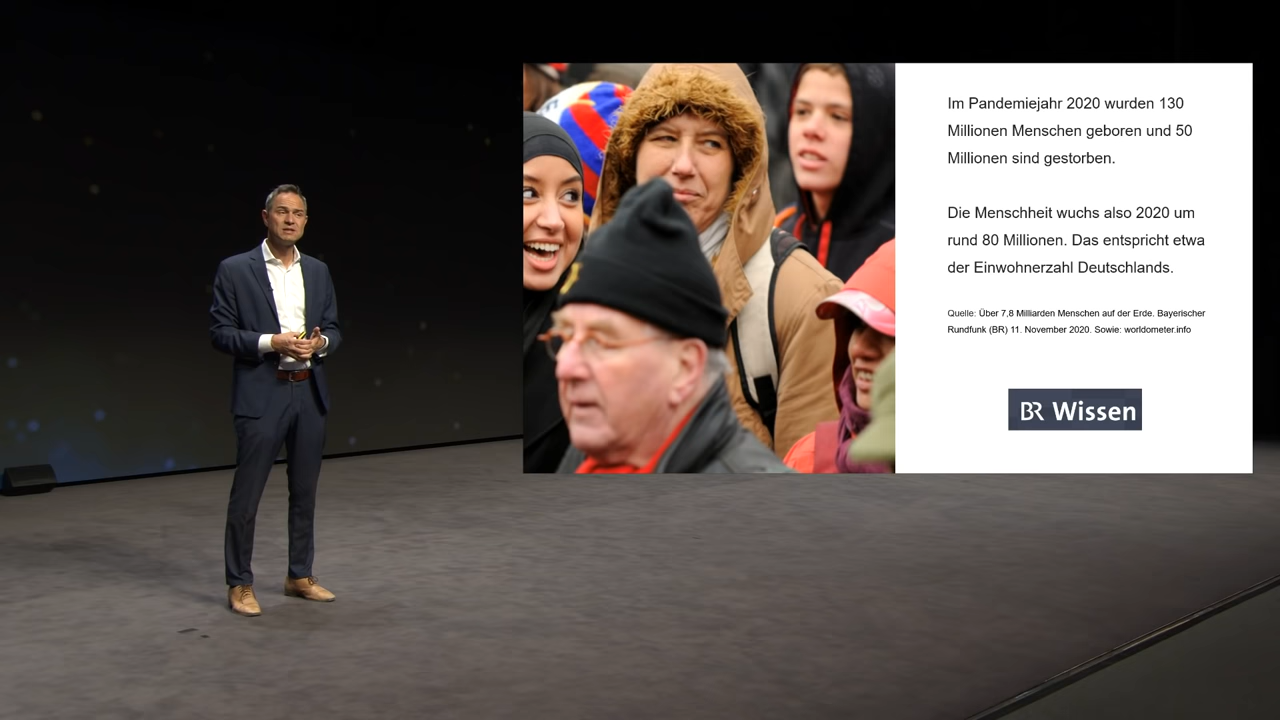 Im Pandemiejahr 2020 wurden 130
Millionen Menschen geboren und 50
Millionen sind gestorben.
Die Menschheit wuchs also 2020 um
rund 80 Millionen. Das entspricht etwa
der Einwohnerzahl Deutschlands.
Quelle: Über 7,8 Milliarden Menschen auf der Erde. Bayerischer
Rundfunk (BR) 11. November 2020. Sowie: worldometer.info
BR Wissen